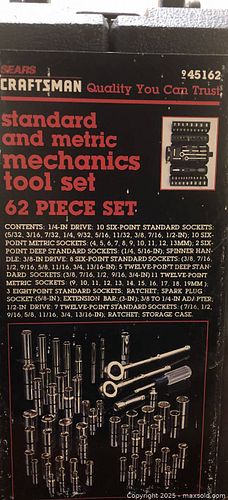 SEARS
CRAFTSMAN Quality You Can Trust
945162
standard
and metric
mechanics
tool set
62 PIECE SET
CONTENTS: 1/4-IN DRIVE: 10 SIX-POINT STANDARD SOCKETS;
(5/32, 3/16, 7/32, 1/4, 9/32, 5/16, 11/32, 3/8, 7/16, 1/2-IN); 10 SIX-
POINT METRIC SOCKETS; (4, 5, 6, 7, 8, 9, 10, 11, 12, 13MM); 2 SIX-
POINT DEEP STANDARD SOCKETS; (1/4, 5/16-IN); SPINNER HAN-
DLE: 3/8-IN DRIVE: 8 SIX-POINT STANDARD SOCKETS; (3/8, 7/16,
1/2, 9/16, 5/8, 11/16, 3/4, 13/16-IN); 5 TWELVE-POINT DEEP STAN-
DARD SOCKETS (3/8, 7/16, 1/2, 9/16, 3/4-IN) 11 TWELVE-POINT
METRIC SOCKETS; (9, 10, 11, 12, 13, 14, 15, 16, 17, 18, 19MM);
3 EIGHT-POINT STANDARD SOCKETS, RATCHET, SPARK PLUG
SOCKET (5/8-IN); EXTENSION BAR (3-IN); 3/8 TO 1/4-IN ADAPTER;
1/2-IN DRIVE: 7 TWELVE-POINT STANDARD SOCKETS; (7/16, 1/2,
9/16, 5/8, 11/16, 3/4, 13/16-IN); RATCHET; STORAGE CASE.
Copyright 2025 - maxsold.com